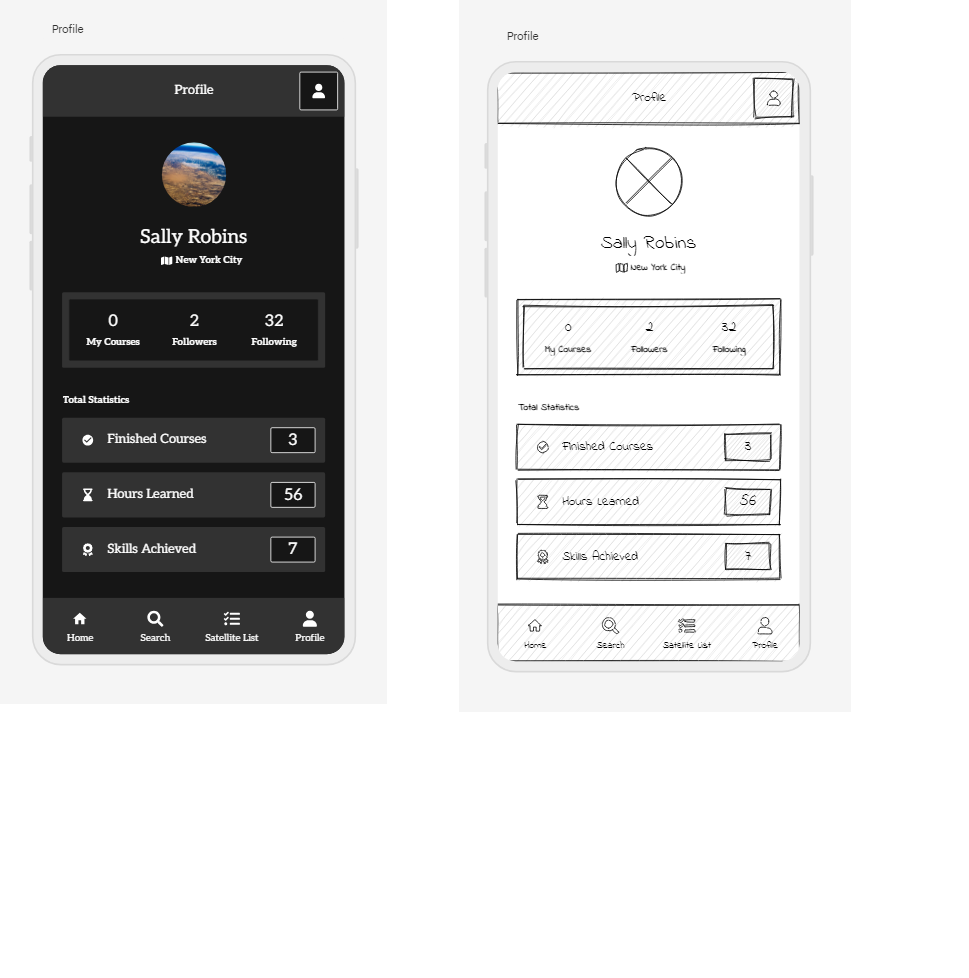 Profile
Profile
Sally Robins
New York City
0 2 32
My Courses Followers Following
Total Statistics
Finished Courses 3
Hours Learned 56
Skills Achieved 7
Home Search Satellite List Profile
Profile
Profile
Sally Robins
New York City
0 2 32
My Courses Followers Following
Total Statistics
Finished Courses 3
Hours Learned 56
Skills Achieved 7
Home Search Satellite List Profile